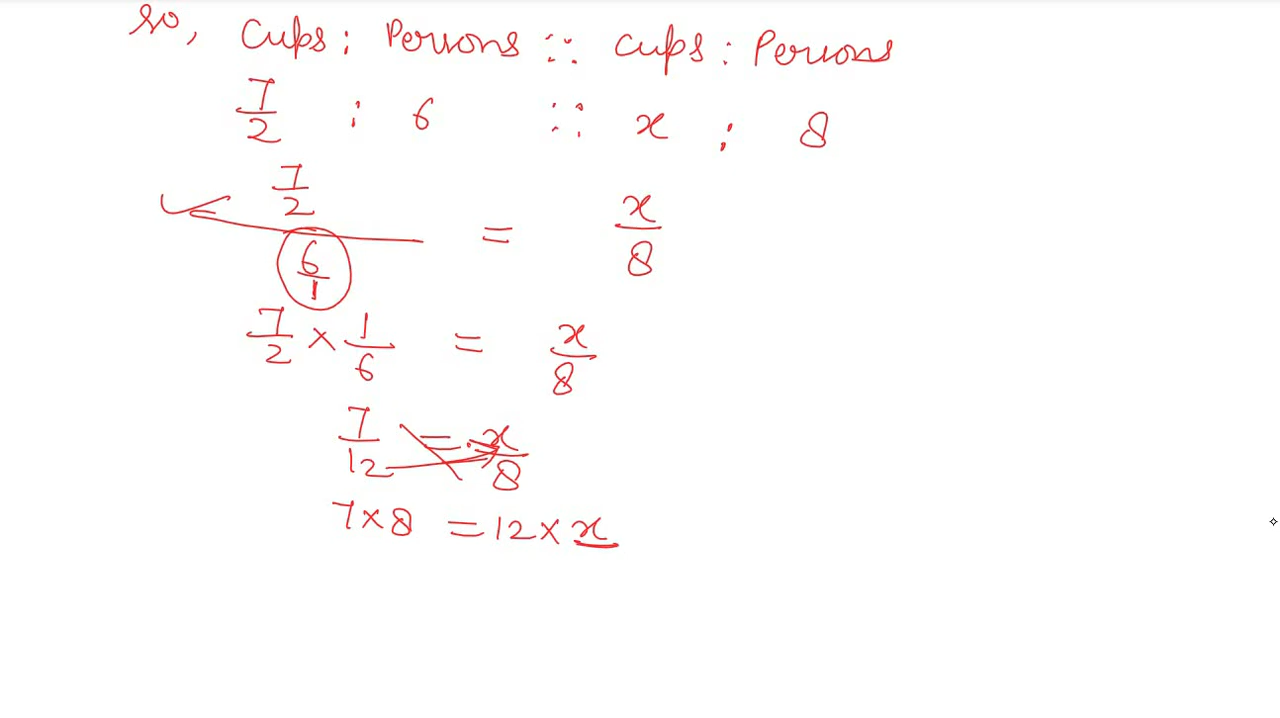 so, Cups : Persons :: Cups : Persons
7/2 : 6 :: x : 8
7/2 / 6/1 = x/8
7/2 × 1/6 = x/8
7/12 = x/8
7×8 = 12×x